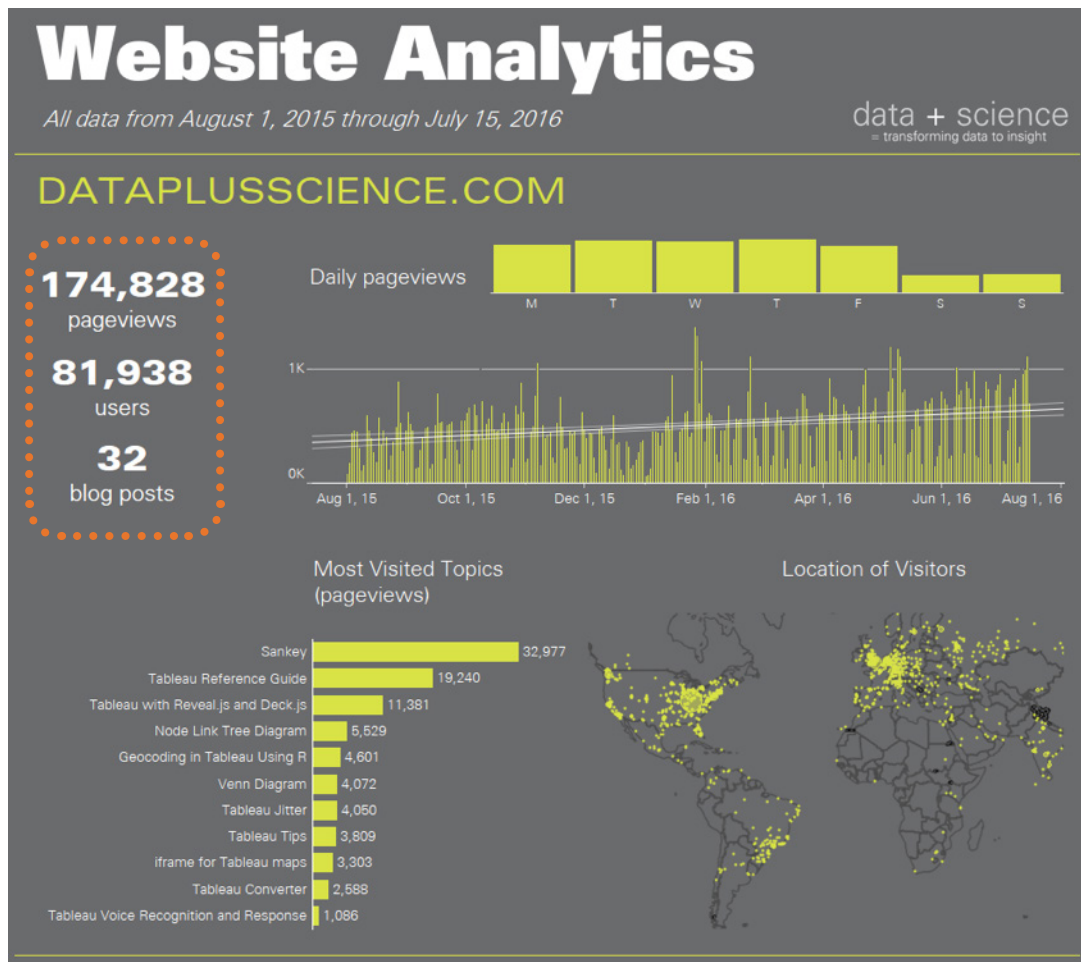 Website Analytics
All data from August 1, 2015 through July 15, 2016
data + science
= transforming data to insight
DATAPLUSSCIENCE.COM
174,828
pageviews
81,938
users
32
blog posts
Daily pageviews
M T W T F S S
1K
0K
Aug 1, 15 Oct 1, 15 Dec 1, 15 Feb 1, 16 Apr 1, 16 Jun 1, 16 Aug 1, 16
Most Visited Topics
(pageviews)
Sankey 32,977
Tableau Reference Guide 19,240
Tableau with Reveal.js and Deck.js 11,381
Node Link Tree Diagram 5,529
Geocoding in Tableau Using R 4,601
Venn Diagram 4,072
Tableau Jitter 4,050
Tableau Tips 3,809
iframe for Tableau maps 3,303
Tableau Converter 2,588
Tableau Voice Recognition and Response 1,086
Location of Visitors